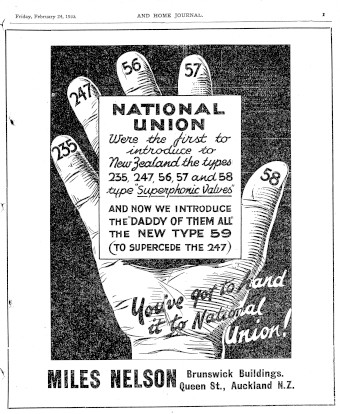 Friday, February 24, 1933.
AND HOME JOURNAL.
235
247
56
57
58
NATIONAL
UNION
Were the first to
introduce to
New Zealand the types
235, 247, 56, 57 and 58
type "Superphonic Valves"
AND NOW WE INTRODUCE
THE "DADDY OF THEM ALL"
THE NEW TYPE 59
(TO SUPERCEDE THE 247)
You've got to hand
it to National
Union!
MILES NELSON
Brunswick Buildings.
Queen St., Auckland N.Z.